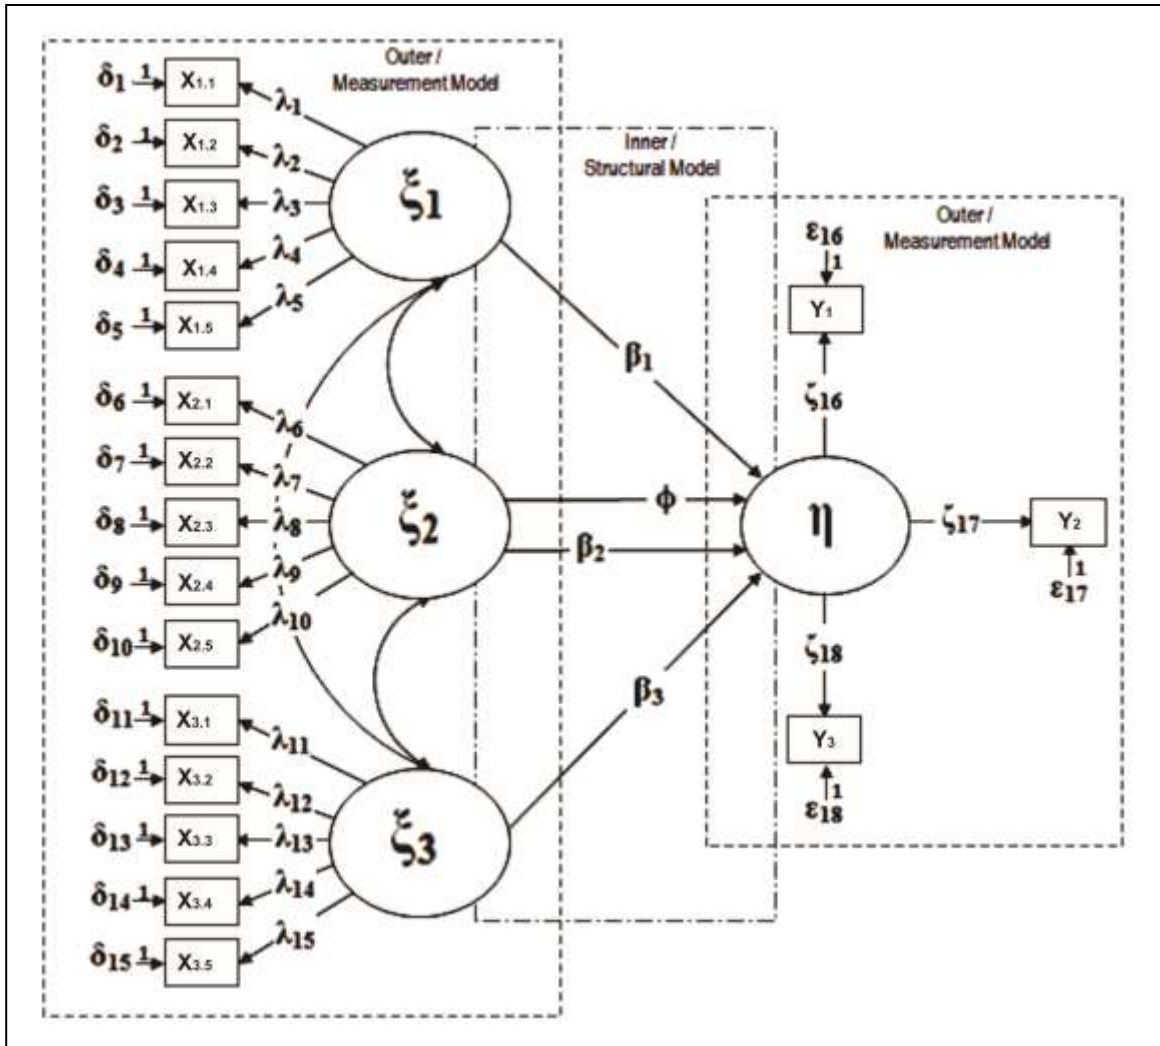 Outer /
Measurement Model
δ1 1 X1.1 λ1
δ2 1 X1.2 λ2
δ3 1 X1.3 λ3
δ4 1 X1.4 λ4
δ5 1 X1.5 λ5
ξ1
δ6 1 X2.1 λ6
δ7 1 X2.2 λ7
δ8 1 X2.3 λ8
δ9 1 X2.4 λ9
δ10 1 X2.5 λ10
ξ2
δ11 1 X3.1 λ11
δ12 1 X3.2 λ12
δ13 1 X3.3 λ13
δ14 1 X3.4 λ14
δ15 1 X3.5 λ15
ξ3
Inner /
Structural Model
β1
ϕ
β2
β3
Outer /
Measurement Model
ε16
1
Y1
ζ16
η
ζ17 Y2
1
ε17
ζ18
Y3
1
ε18